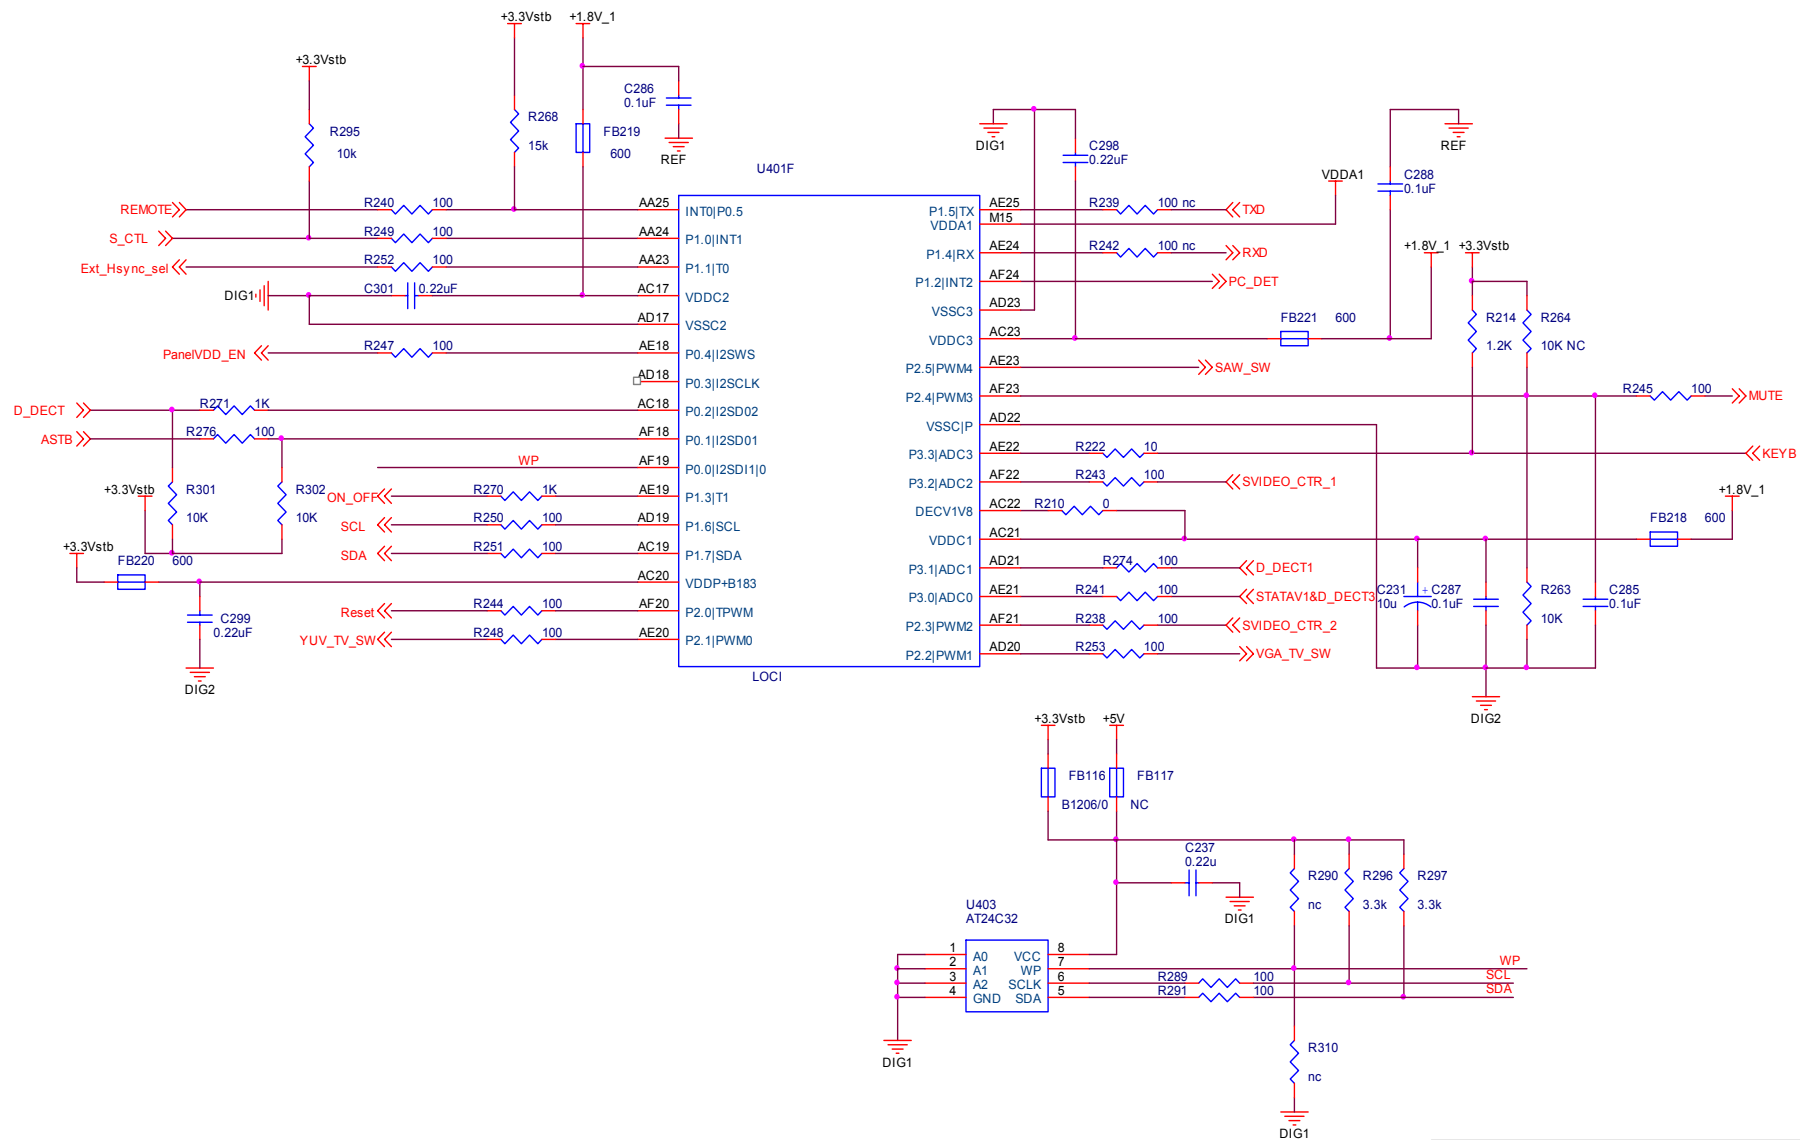 +3.3Vstb +1.8V_1
+3.3Vstb
C286
0.1uF
R295
10k
R268
15k
FB219
600
REF
U401F
DIG1
C298
0.22uF
REF
VDDA1
C288
0.1uF
+1.8V_1 +3.3Vstb
REMOTE R240 100 AA25 INT0|P0.5
S_CTL R249 100 AA24 P1.0|INT1
Ext_Hsync_sel R252 100 AA23 P1.1|T0
DIG1 C301 0.22uF AC17 VDDC2
AD17 VSSC2
PanelVDD_EN R247 100 AE18 P0.4|I2SWS
AD18 P0.3|I2SCLK
D_DECT R271 1K AC18 P0.2|I2SD02
ASTB R276 100 AF18 P0.1|I2SD01
WP AF19 P0.0|I2SDI1|0
ON_OFF R270 1K AE19 P1.3|T1
SCL R250 100 AD19 P1.6|SCL
SDA R251 100 AC19 P1.7|SDA
AC20 VDDP+B183
Reset R244 100 AF20 P2.0|TPWM
YUV_TV_SW R248 100 AE20 P2.1|PWM0
+3.3Vstb
R301
10K
R302
10K
+3.3Vstb
FB220 600
C299
0.22uF
DIG2
LOCI
P1.5|TX AE25 R239 100 nc TXD
VDDA1 M15
P1.4|RX AE24 R242 100 nc RXD
P1.2|INT2 AF24 PC_DET
VSSC3 AD23
VDDC3 AC23 FB221 600
P2.5|PWM4 AE23 SAW_SW
P2.4|PWM3 AF23 R245 100 MUTE
VSSC|P AD22
P3.3|ADC3 AE22 R222 10 KEYB
P3.2|ADC2 AF22 R243 100 SVIDEO_CTR_1
DECV1V8 AC22 R210 0
VDDC1 AC21
P3.1|ADC1 AD21 R274 100 D_DECT1
P3.0|ADC0 AE21 R241 100 STATAV1&D_DECT3
P2.3|PWM2 AF21 R238 100 SVIDEO_CTR_2
P2.2|PWM1 AD20 R253 100 VGA_TV_SW
R214
1.2K
R264
10K NC
+1.8V_1
FB218 600
C231
10u
+
C287
0.1uF
R263
10K
C285
0.1uF
DIG2
+3.3Vstb +5V
FB116
B1206/0
FB117
NC
C237
0.22u
DIG1
R290
nc
R296
3.3k
R297
3.3k
U403
AT24C32
1 A0 VCC 8
2 A1 WP 7 WP
3 A2 SCLK 6 R289 100 SCL
4 GND SDA 5 R291 100 SDA
DIG1
R310
nc
DIG1